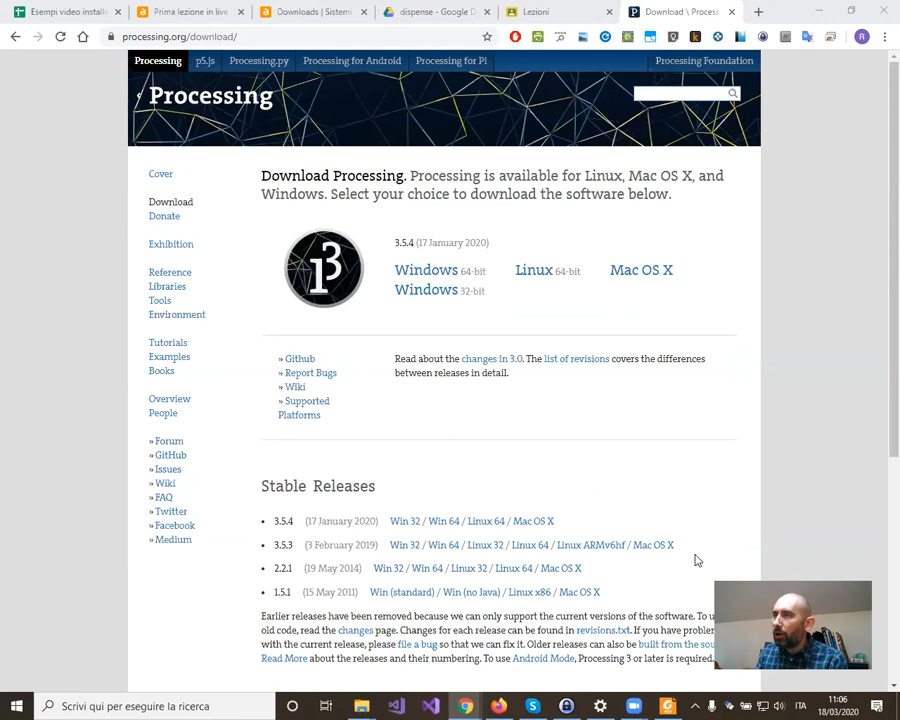 Esempi video installa
Prima lezione in live
Downloads | Sistemi
dispense - Google D
Lezioni
Download \ Process
processing.org/download/
Processing
p5.js
Processing.py
Processing for Android
Processing for Pi
Processing Foundation
Processing
Cover
Download
Donate
Exhibition
Reference
Libraries
Tools
Environment
Tutorials
Examples
Books
Overview
People
» Forum
» GitHub
» Issues
» Wiki
» FAQ
» Twitter
» Facebook
» Medium
Download Processing. Processing is available for Linux, Mac OS X, and
Windows. Select your choice to download the software below.
3.5.4 (17 January 2020)
Windows 64-bit
Linux 64-bit
Mac OS X
Windows 32-bit
» Github
» Report Bugs
» Wiki
» Supported
Platforms
Read about the changes in 3.0. The list of revisions covers the differences
between releases in detail.
Stable Releases
• 3.5.4 (17 January 2020) Win 32 / Win 64 / Linux 64 / Mac OS X
• 3.5.3 (3 February 2019) Win 32 / Win 64 / Linux 32 / Linux 64 / Linux ARMv6hf / Mac OS X
• 2.2.1 (19 May 2014) Win 32 / Win 64 / Linux 32 / Linux 64 / Mac OS X
• 1.5.1 (15 May 2011) Win (standard) / Win (no Java) / Linux x86 / Mac OS X
Earlier releases have been removed because we can only support the current versions of the software. To u
old code, read the changes page. Changes for each release can be found in revisions.txt. If you have problem
with the current release, please file a bug so that we can fix it. Older releases can also be built from the sou
Read More about the releases and their numbering. To use Android Mode, Processing 3 or later is required.
Scrivi qui per eseguire la ricerca
ITA
11:06
18/03/2020